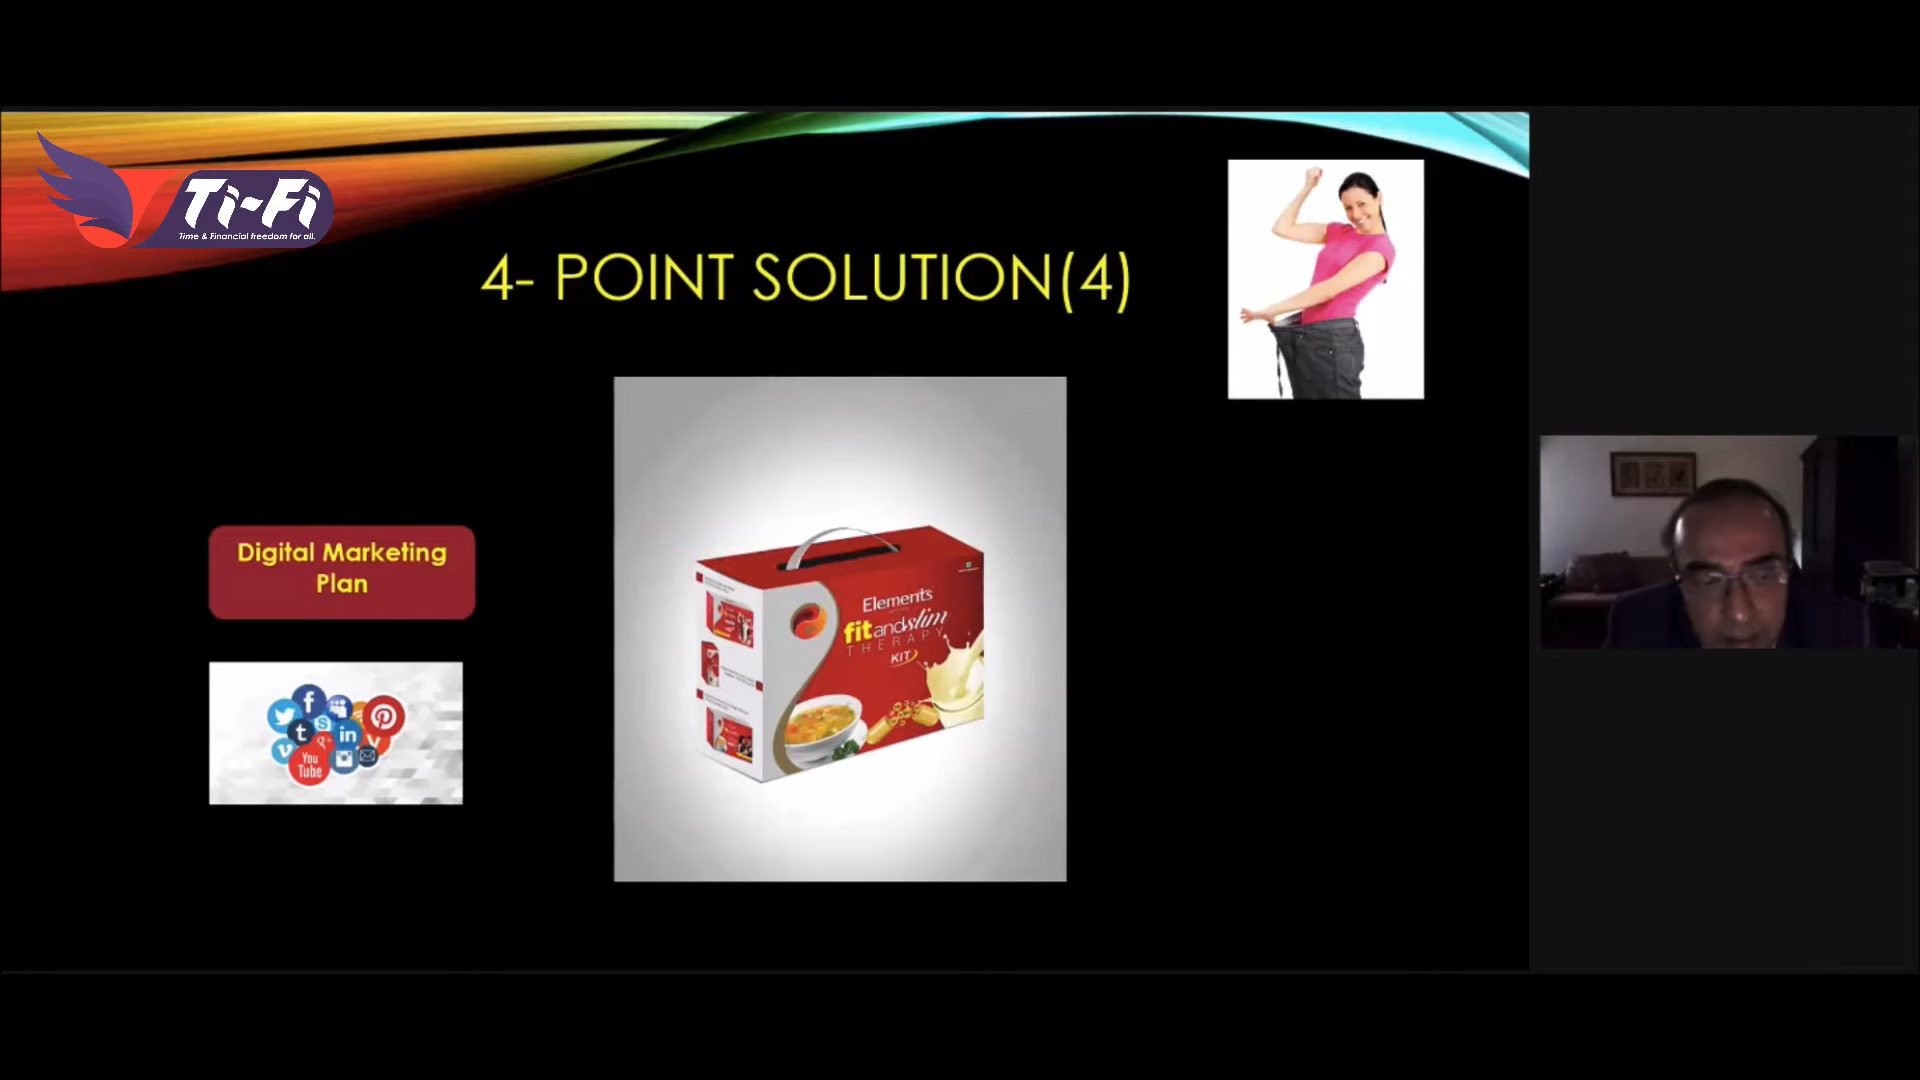 Ti-Fi
Time & Financial freedom for all.
4- POINT SOLUTION(4)
Digital Marketing
Plan
You
Tube
Elements
fit and slim
THERAPY
KIT